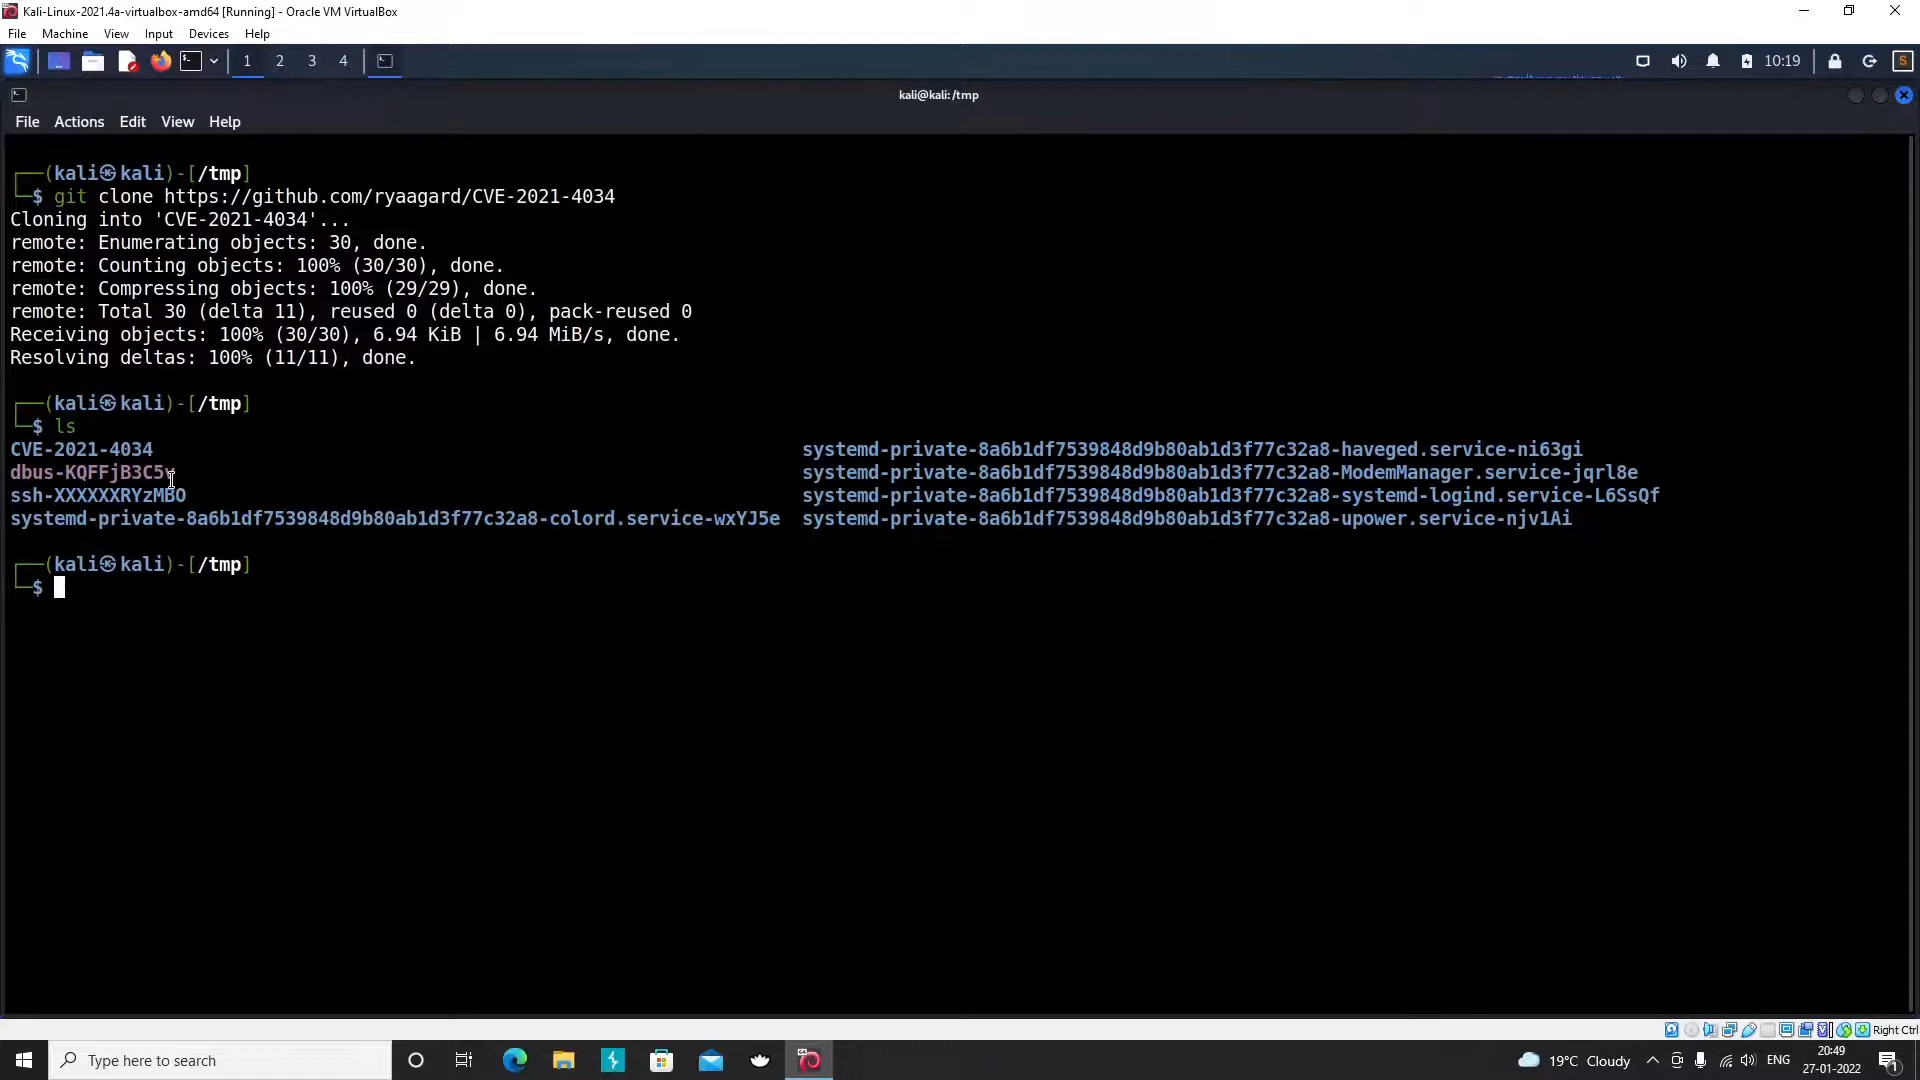 Kali-Linux-2021.4a-virtualbox-amd64 [Running] - Oracle VM VirtualBox
File Machine View Input Devices Help
1 2 3 4
10:19
kali@kali: /tmp
File Actions Edit View Help
┌──(kali㉿kali)-[/tmp]
└─$ git clone https://github.com/ryaagard/CVE-2021-4034
Cloning into 'CVE-2021-4034'...
remote: Enumerating objects: 30, done.
remote: Counting objects: 100% (30/30), done.
remote: Compressing objects: 100% (29/29), done.
remote: Total 30 (delta 11), reused 0 (delta 0), pack-reused 0
Receiving objects: 100% (30/30), 6.94 KiB | 6.94 MiB/s, done.
Resolving deltas: 100% (11/11), done.
┌──(kali㉿kali)-[/tmp]
└─$ ls
CVE-2021-4034 systemd-private-8a6b1df7539848d9b80ab1d3f77c32a8-haveged.service-ni63gi
systemd-private-8a6b1df7539848d9b80ab1d3f77c32a8-ModemManager.service-jqrl8e
ssh-XXXXXXRYzMBO systemd-private-8a6b1df7539848d9b80ab1d3f77c32a8-systemd-logind.service-L6SsQf
systemd-private-8a6b1df7539848d9b80ab1d3f77c32a8-colord.service-wxYJ5e systemd-private-8a6b1df7539848d9b80ab1d3f77c32a8-upower.service-njv1Ai
┌──(kali㉿kali)-[/tmp]
└─$
Right Ctrl
Type here to search
19°C Cloudy
ENG
20:49
27-01-2022